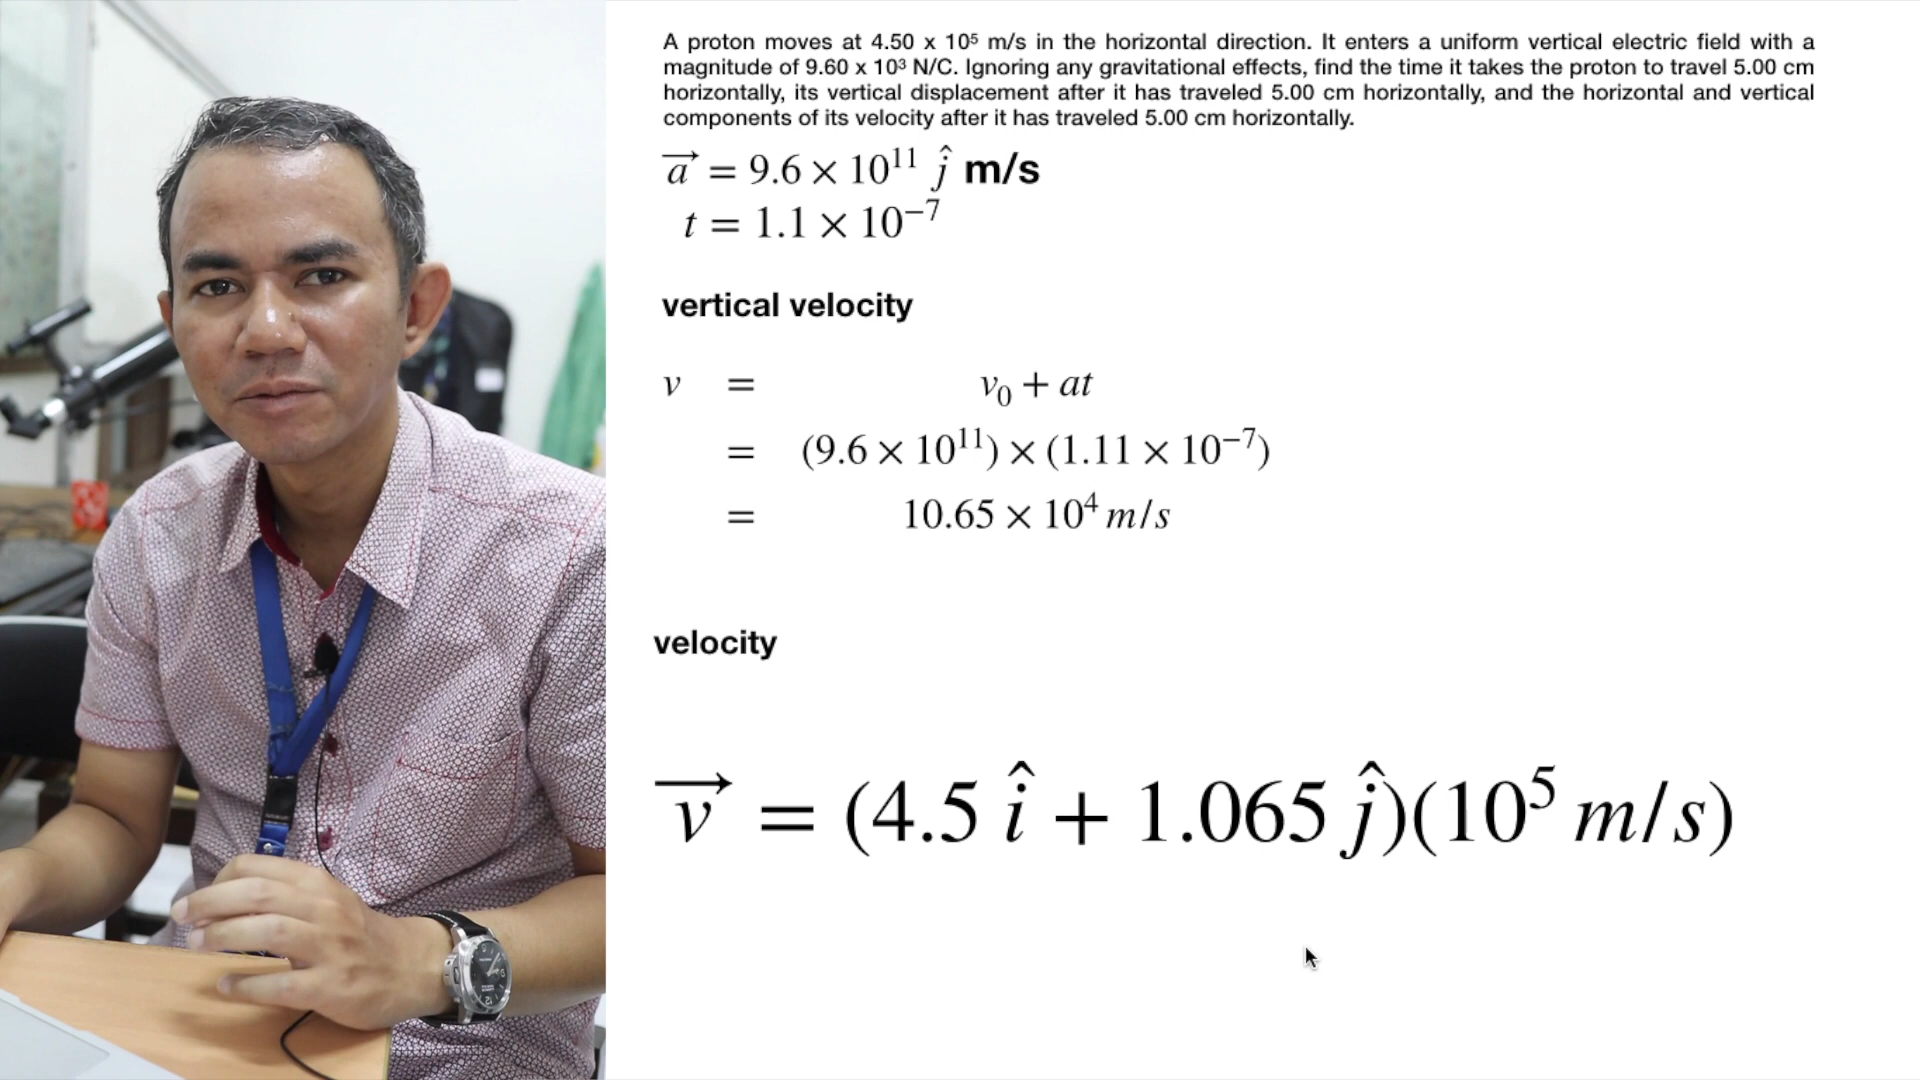 A proton moves at 4.50 x 10⁵ m/s in the horizontal direction. It enters a uniform vertical electric field with a
magnitude of 9.60 x 10³ N/C. Ignoring any gravitational effects, find the time it takes the proton to travel 5.00 cm
horizontally, its vertical displacement after it has traveled 5.00 cm horizontally, and the horizontal and vertical
components of its velocity after it has traveled 5.00 cm horizontally.
a⃗ = 9.6 × 10¹¹ ĵ m/s
t = 1.1 × 10⁻⁷
vertical velocity
v = v₀ + at
= (9.6 × 10¹¹) × (1.11 × 10⁻⁷)
= 10.65 × 10⁴ m/s
velocity
v⃗ = (4.5 î + 1.065 ĵ)(10⁵ m/s)